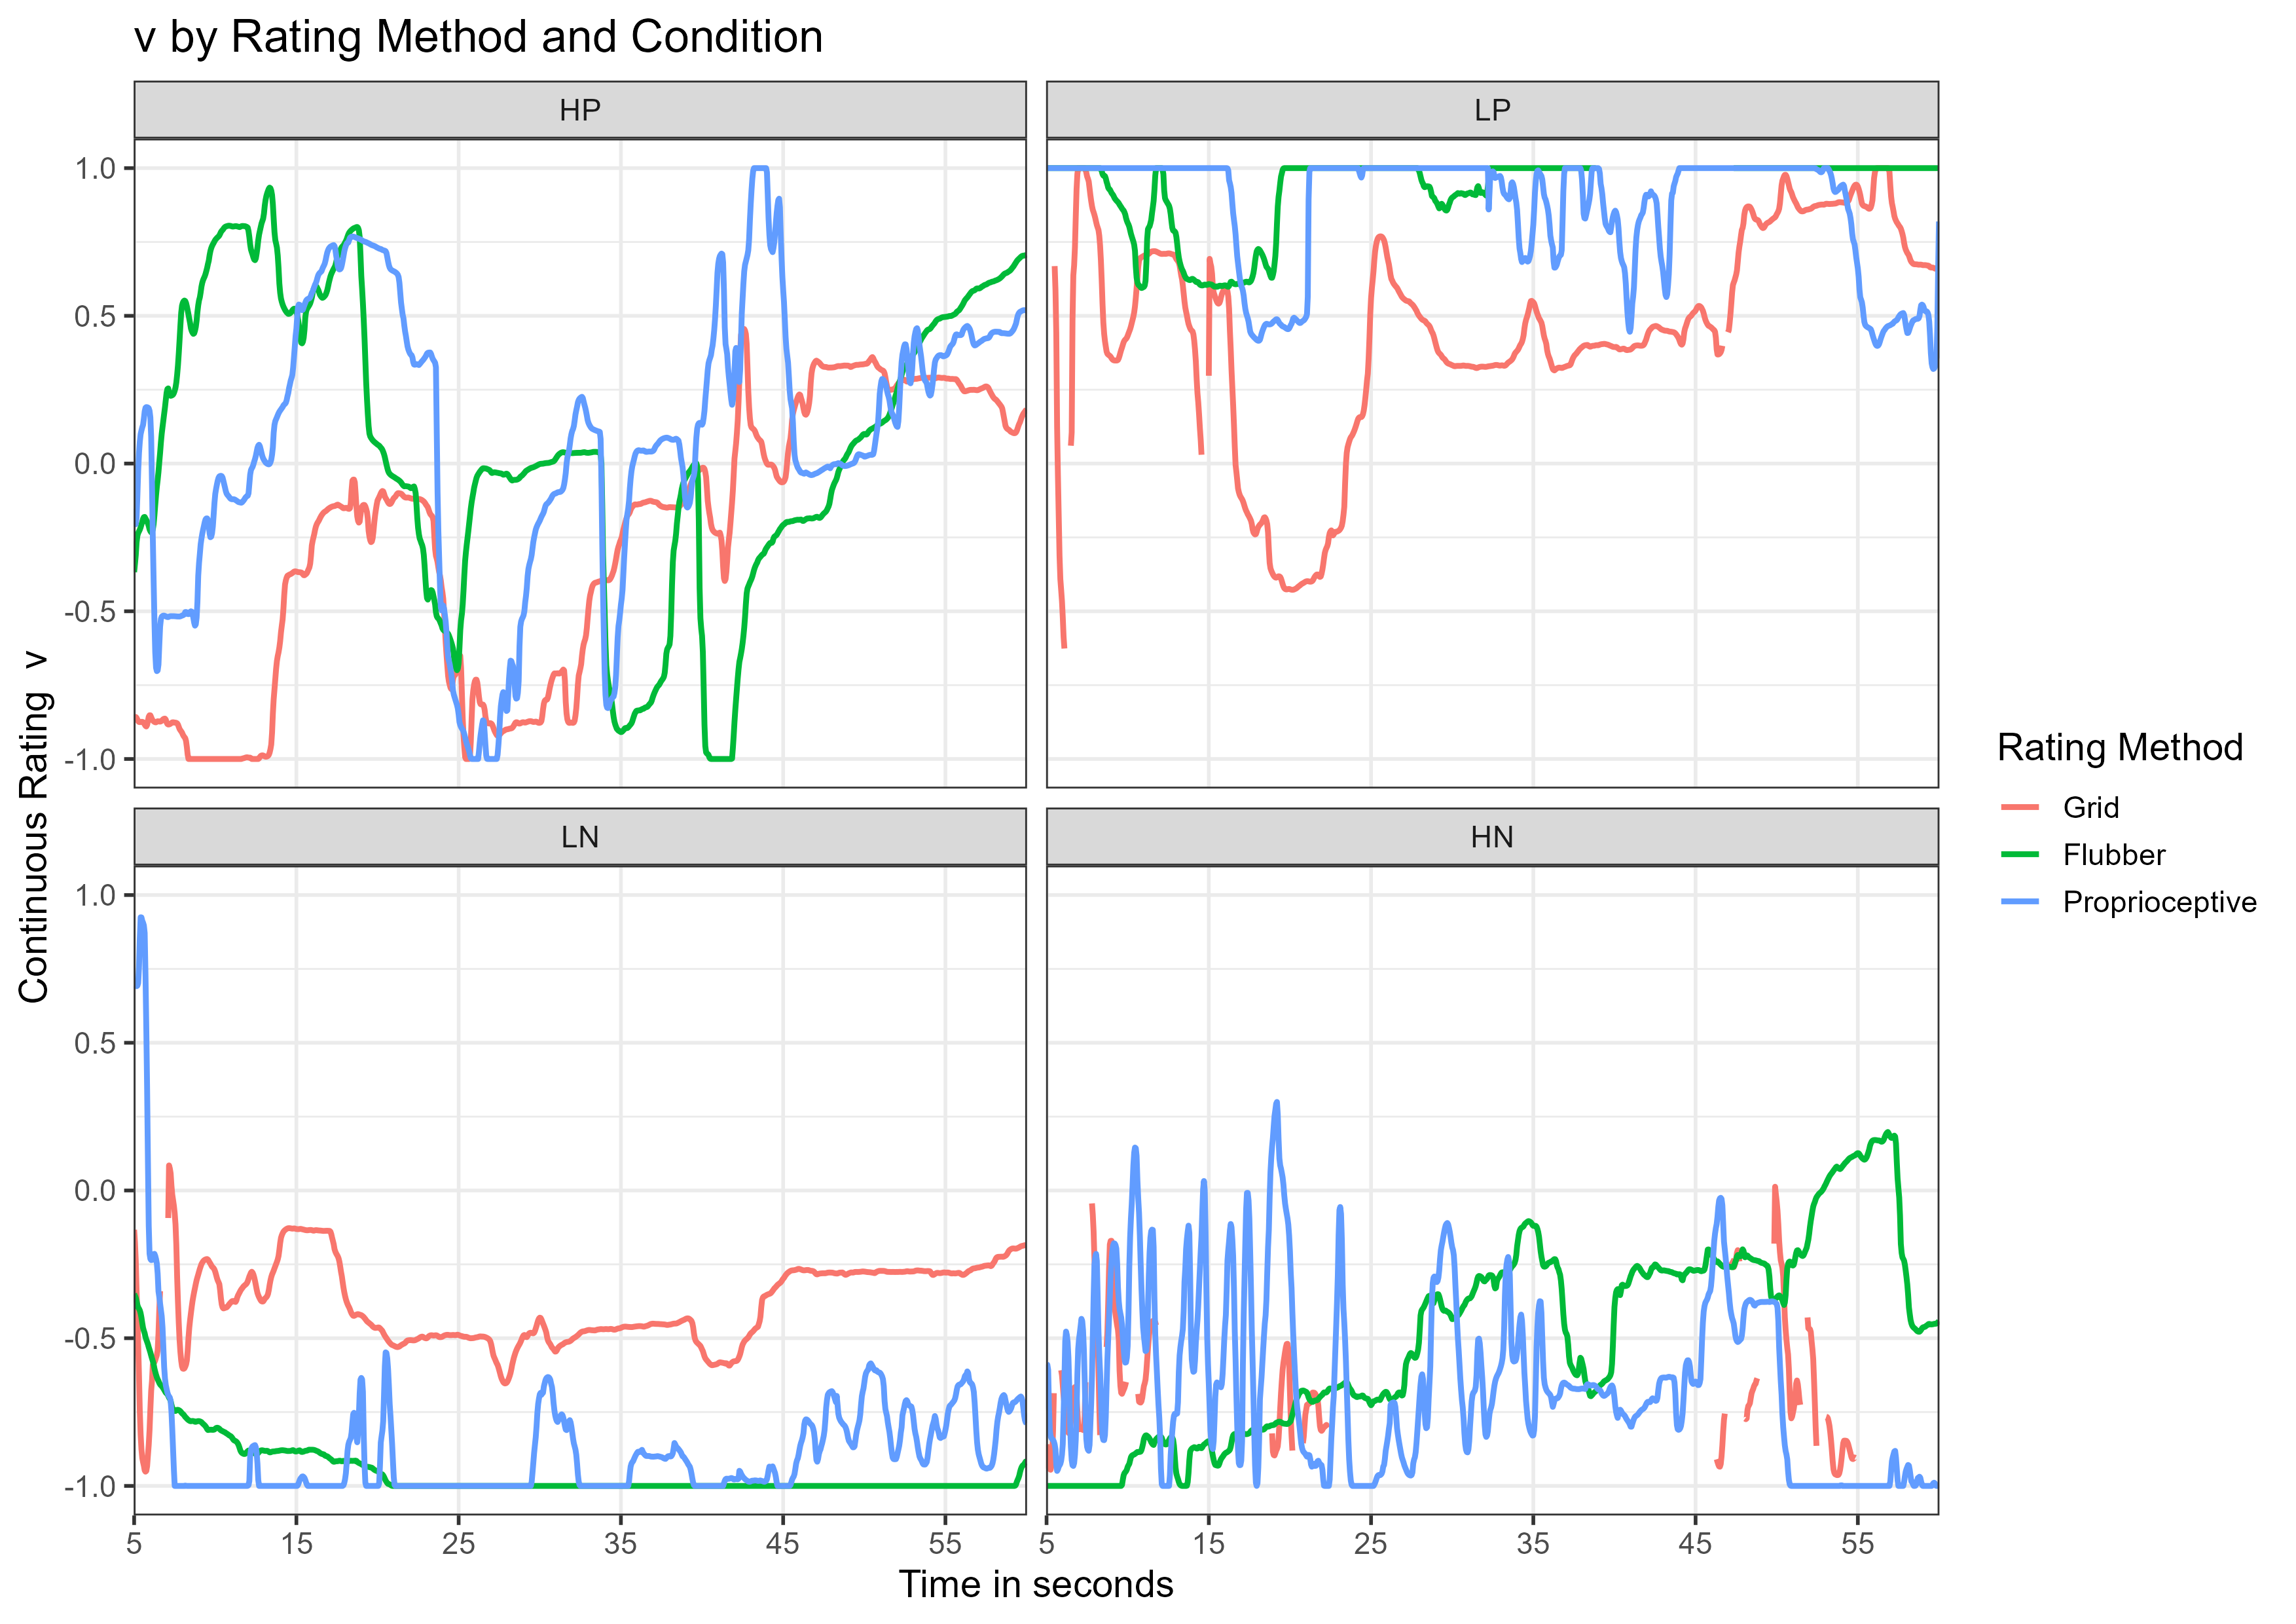 v by Rating Method and Condition
HP
LP
1.0
0.5
0.0
-0.5
-1.0
LN
HN
1.0
0.5
0.0
-0.5
-1.0
5 15 25 35 45 55
5 15 25 35 45 55
Time in seconds
Continuous Rating v
Rating Method
Grid
Flubber
Proprioceptive